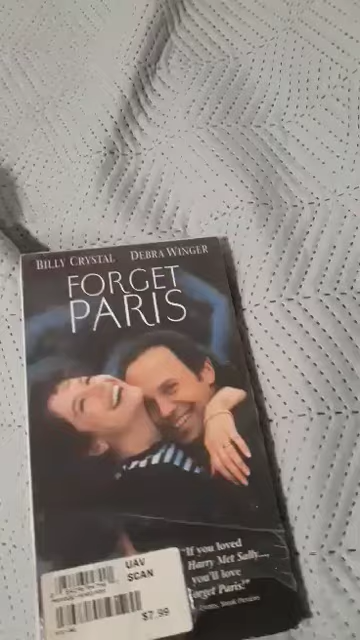 BILLY CRYSTAL DEBRA WINGER
FORGET
PARIS
"If you loved
Harry Met Sally...,
you'll love
Forget Paris!"
UAV
SCAN
$7.99